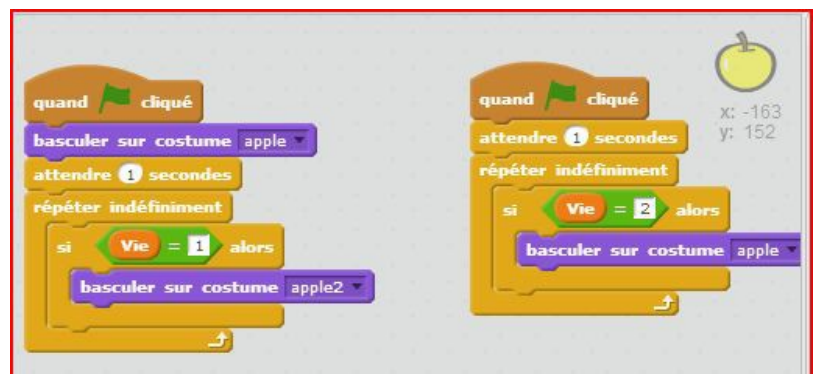 quand cliqué
basculer sur costume apple
attendre 1 secondes
répéter indéfiniment
si Vie = 1 alors
basculer sur costume apple2
quand cliqué
attendre 1 secondes
répéter indéfiniment
si Vie = 2 alors
basculer sur costume apple
x: -163
y: 152